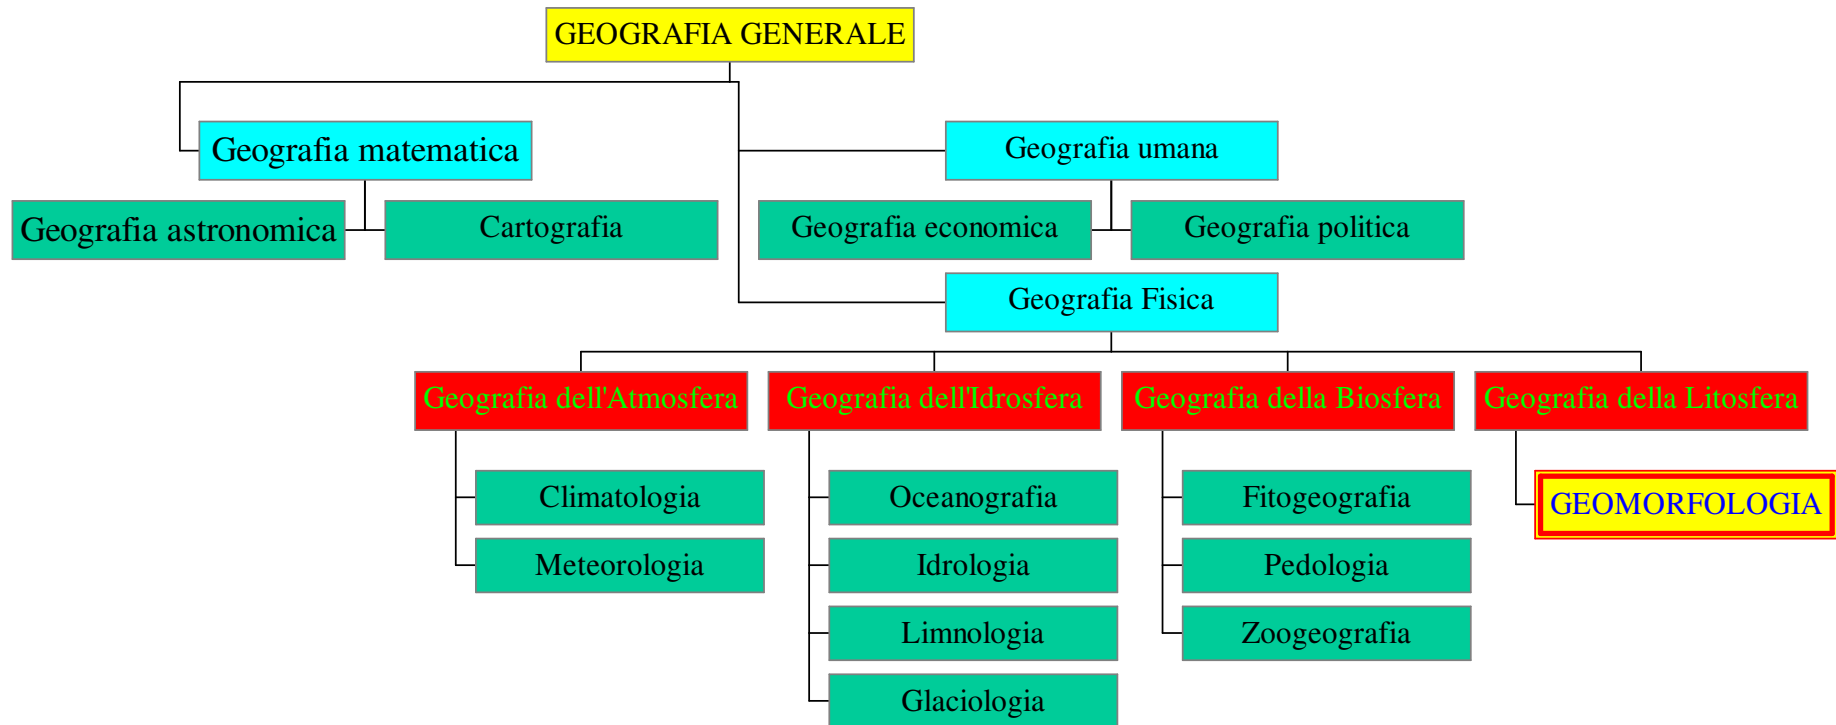 GEOGRAFIA GENERALE
Geografia matematica
Geografia umana
Geografia astronomica
Cartografia
Geografia economica
Geografia politica
Geografia Fisica
Geografia dell'Atmosfera
Geografia dell'Idrosfera
Geografia della Biosfera
Geografia della Litosfera
Climatologia
Oceanografia
Fitogeografia
GEOMORFOLOGIA
Meteorologia
Idrologia
Pedologia
Limnologia
Zoogeografia
Glaciologia